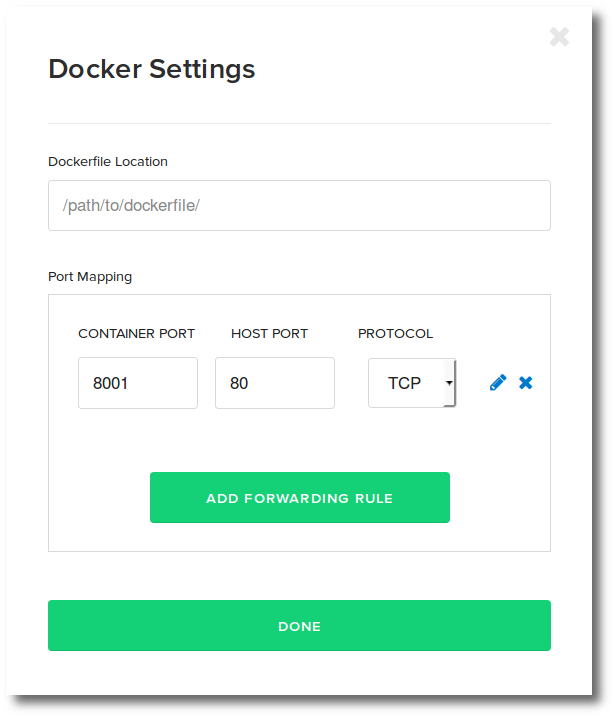 Docker Settings
Dockerfile Location
/path/to/dockerfile/
Port Mapping
CONTAINER PORT HOST PORT PROTOCOL
8001 80 TCP
ADD FORWARDING RULE
DONE